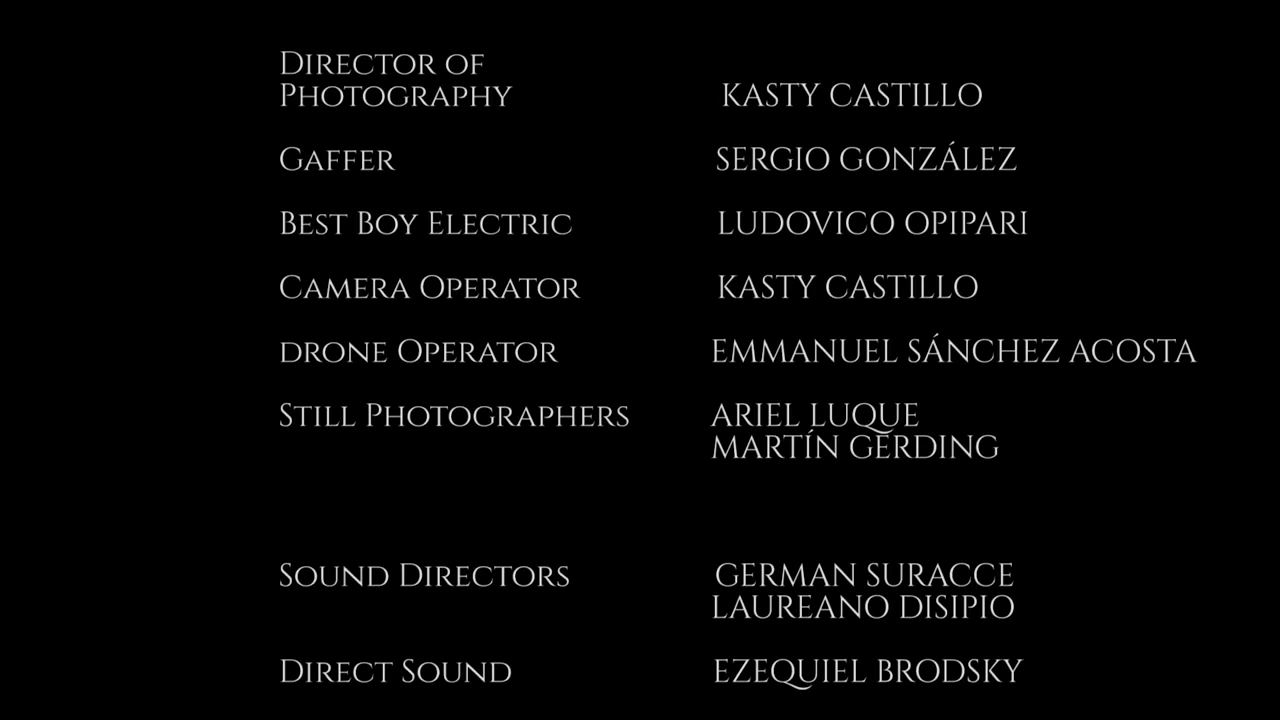 Director of
Photography KASTY CASTILLO
Gaffer SERGIO GONZÁLEZ
Best Boy Electric LUDOVICO OPIPARI
Camera Operator KASTY CASTILLO
drone Operator EMMANUEL SÁNCHEZ ACOSTA
Still Photographers ARIEL LUQUE
MARTÍN GERDING
Sound Directors GERMAN SURACCE
LAUREANO DISIPIO
Direct Sound EZEQUIEL BRODSKY